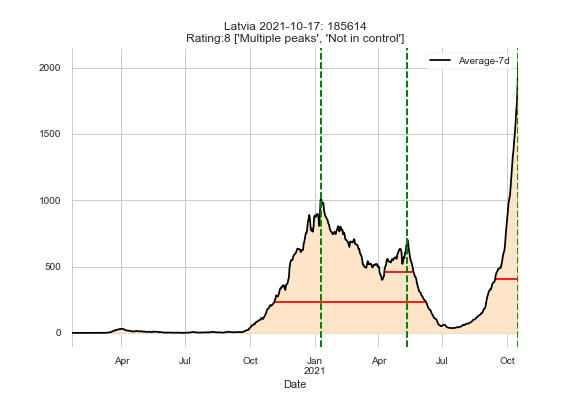 Latvia 2021-10-17: 185614
Rating:8 ['Multiple peaks', 'Not in control']
Average-7d
2000
1500
1000
500
0
Apr Jul Oct Jan Apr Jul Oct
2021
Date